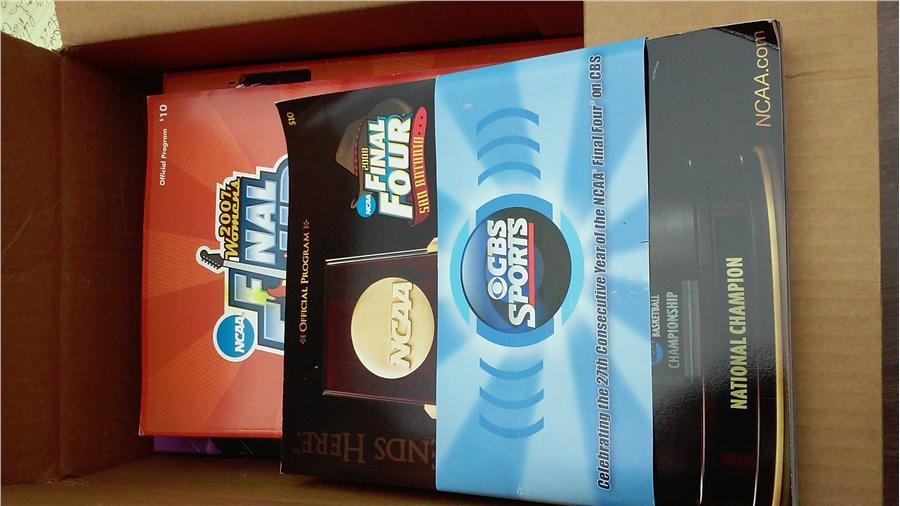 Official Program $10
2007
Womens
FINAL
NCAA
$10
OFFICIAL PROGRAM
2008
FINAL
FOUR
SAN ANTONIO
NCAA
NCAA
ENDS HERE.
CBS
SPORTS
Celebrating the 27th Consecutive Year of the NCAA® Final Four® on CBS
BASKETBALL
CHAMPIONSHIP
NATIONAL CHAMPION
NCAA.com